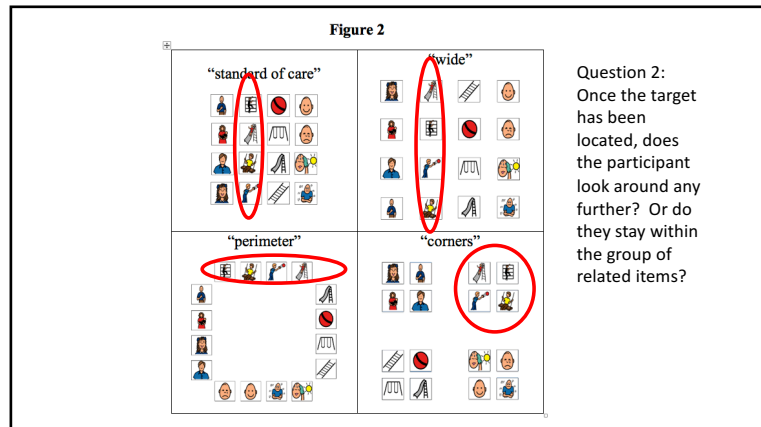 Figure 2
“standard of care”
“wide”
“perimeter”
“corners”
Question 2:
Once the target
has been
located, does
the participant
look around any
further?  Or do
they stay within
the group of
related items?